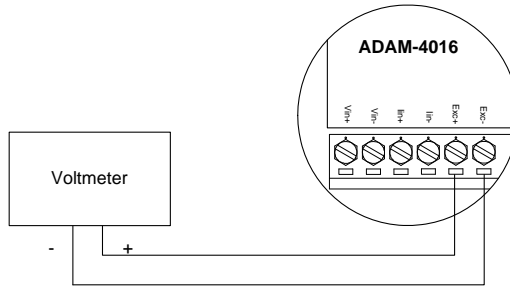 ADAM-4016
Vin+
Vin-
Iin+
Iin-
Exc+
Exc-
Voltmeter
- +